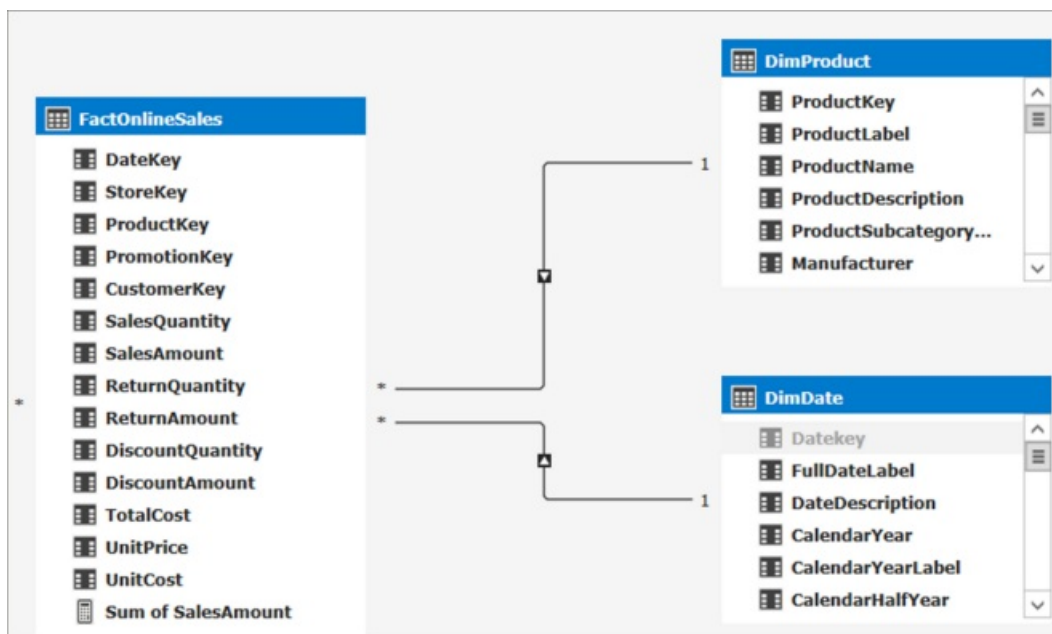 FactOnlineSales
DateKey
StoreKey
ProductKey
PromotionKey
CustomerKey
SalesQuantity
SalesAmount
ReturnQuantity
ReturnAmount
DiscountQuantity
DiscountAmount
TotalCost
UnitPrice
UnitCost
Sum of SalesAmount
*
*
*
1
1
DimProduct
ProductKey
ProductLabel
ProductName
ProductDescription
ProductSubcategory...
Manufacturer
DimDate
Datekey
FullDateLabel
DateDescription
CalendarYear
CalendarYearLabel
CalendarHalfYear